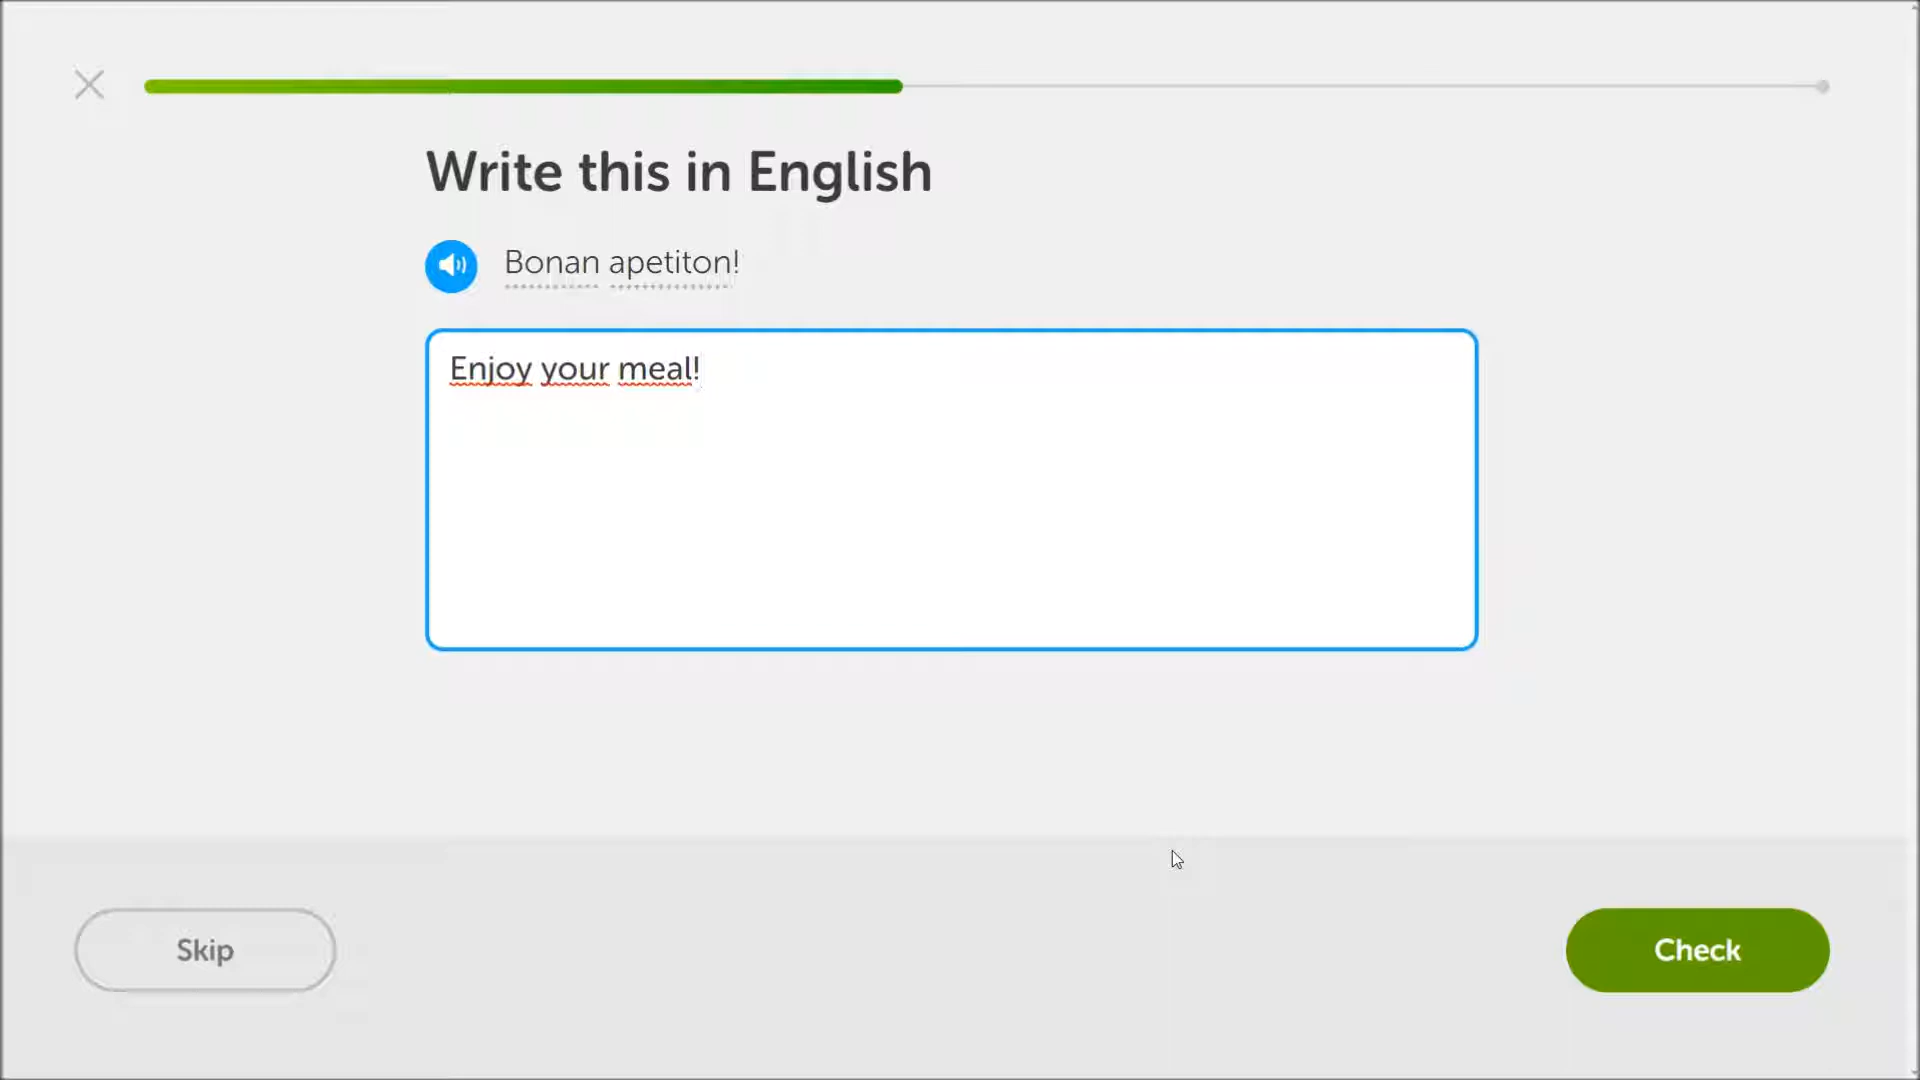 Write this in English
Bonan apetiton!
Enjoy your meal!
Skip
Check